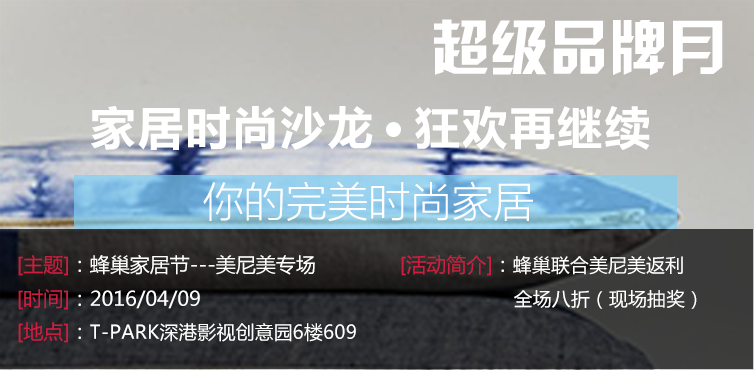 超级品牌月
家居时尚沙龙•狂欢再继续
你的完美时尚家居
[主题]：蜂巢家居节---美尼美专场
[活动简介]：蜂巢联合美尼美返利
[时间]：2016/04/09
全场八折（现场抽奖）
[地点]：T-PARK深港影视创意园6楼609